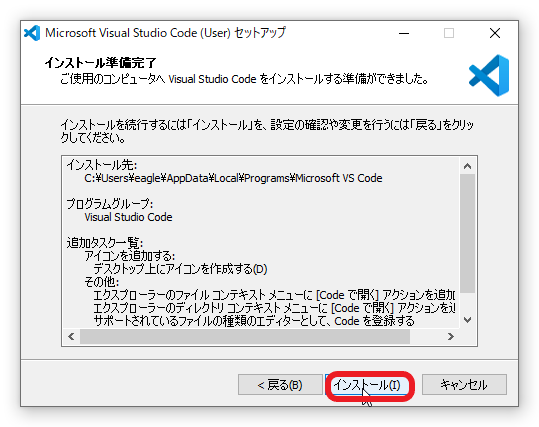 Microsoft Visual Studio Code (User) セットアップ
インストール準備完了
ご使用のコンピュータへ Visual Studio Code をインストールする準備ができました。
インストールを続行するには「インストール」を、設定の確認や変更を行うには「戻る」をクリッ
クしてください。
インストール先:
C:¥Users¥eagle¥AppData¥Local¥Programs¥Microsoft VS Code
プログラムグループ:
Visual Studio Code
追加タスク一覧:
アイコンを追加する:
デスクトップ上にアイコンを作成する(D)
その他:
エクスプローラーのファイル コンテキスト メニューに [Code で開く] アクションを追加
エクスプローラーのディレクトリ コンテキスト メニューに [Code で開く] アクションを追
サポートされているファイルの種類のエディターとして、Code を登録する
< 戻る(B)
インストール(I)
キャンセル